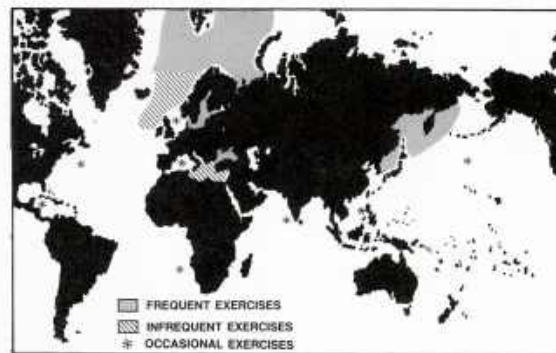 FREQUENT EXERCISES
INFREQUENT EXERCISES
* OCCASIONAL EXERCISES